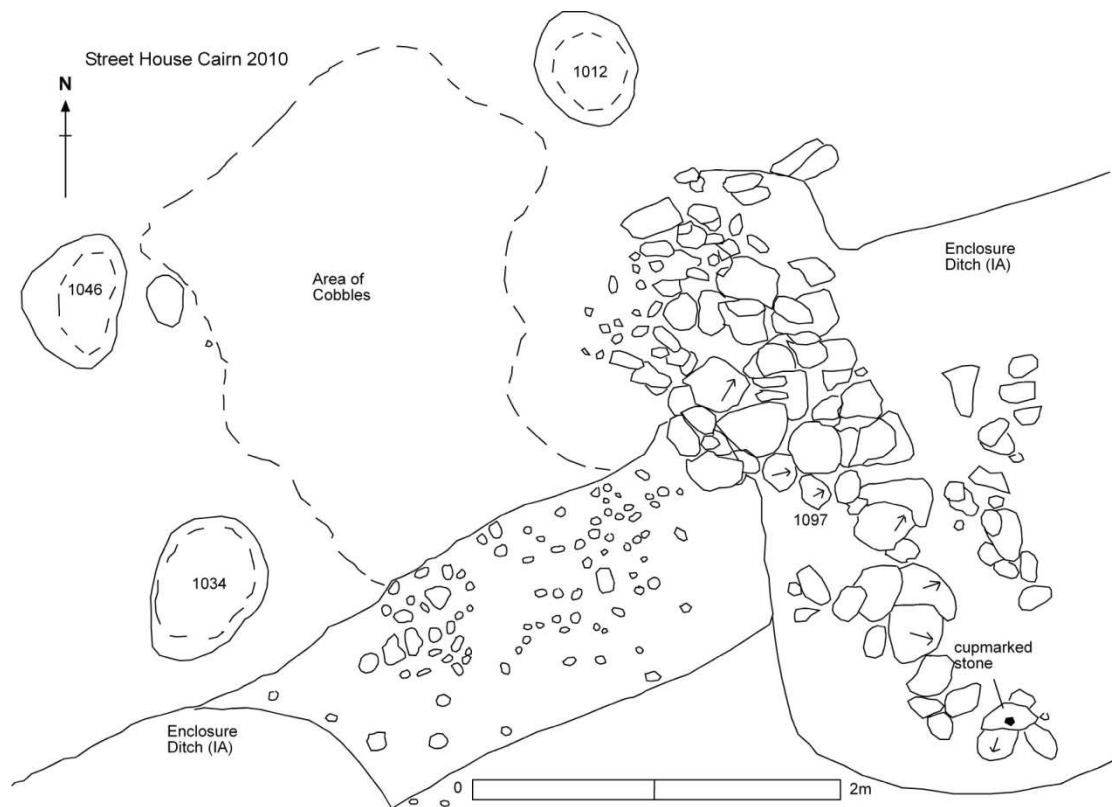 Street House Cairn 2010
N
1012
Enclosure
Ditch (IA)
1046
Area of
Cobbles
1097
1034
cupmarked
stone
Enclosure
Ditch (IA)
0
2m